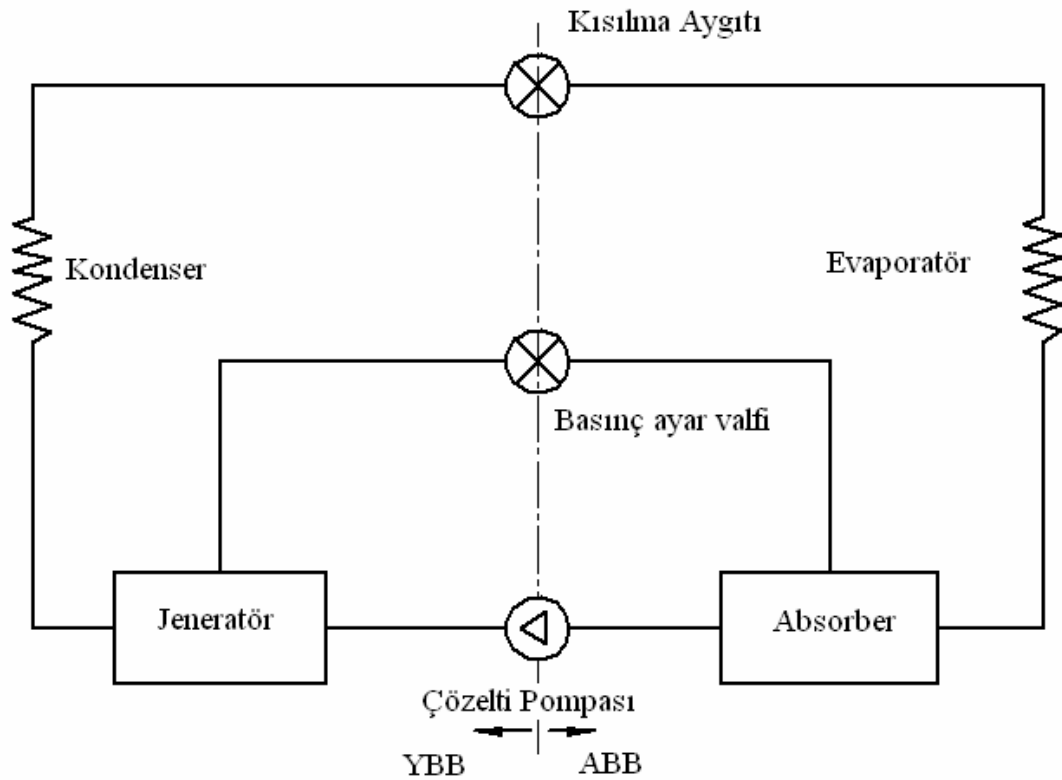 Kısılma Aygıtı
Kondenser
Evaporatör
Basınç ayar valfi
Jeneratör
Absorber
Çözelti Pompası
YBB
ABB